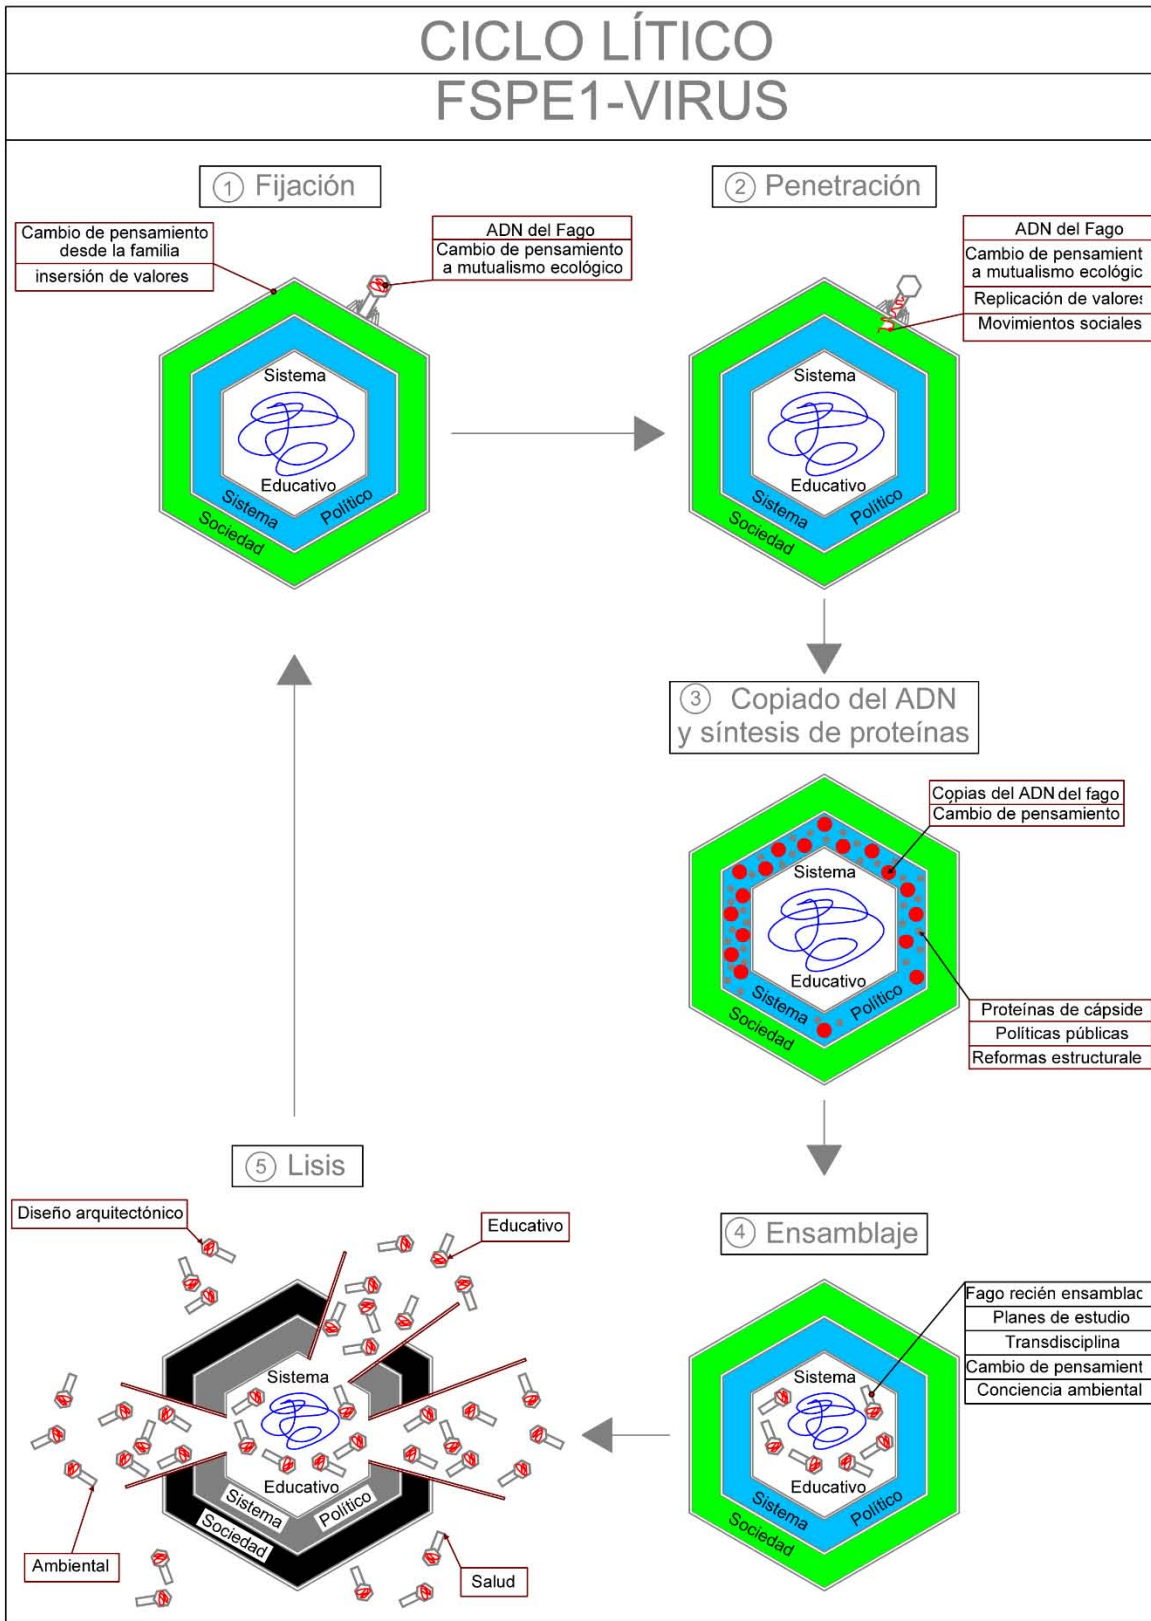 CICLO LÍTICO
FSPE1-VIRUS
1 Fijación
Cambio de pensamiento
desde la familia
insersión de valores
ADN del Fago
Cambio de pensamiento
a mutualismo ecológico
Sistema
Educativo
Sistema Político
Sociedad
2 Penetración
ADN del Fago
Cambio de pensamient
a mutualismo ecológic
Replicación de valores
Movimientos sociales
Sistema
Educativo
Sistema Político
Sociedad
3 Copiado del ADN
y síntesis de proteínas
Copias del ADN del fago
Cambio de pensamiento
Sistema
Educativo
Sistema Político
Sociedad
Proteínas de cápside
Políticas públicas
Reformas estructurale
4 Ensamblaje
Fago recién ensamblac
Planes de estudio
Transdisciplina
Cambio de pensamient
Conciencia ambiental
Sistema
Educativo
Sistema Político
Sociedad
5 Lisis
Diseño arquitectónico
Educativo
Sistema
Educativo
Sistema Político
Sociedad
Ambiental
Salud